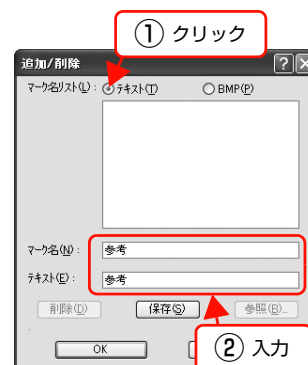 ① クリック
追加/削除
マーク名リスト(L): テキスト(T) BMP(P)
マーク名(N): 参考
テキスト(E): 参考
削除(D) 保存(S) 参照(B)...
OK
② 入力